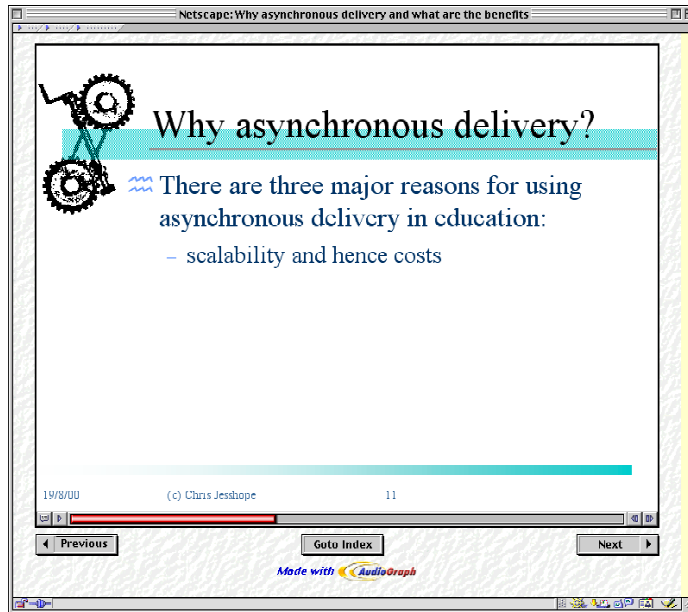 Netscape: Why asynchronous delivery and what are the benefits
Why asynchronous delivery?
There are three major reasons for using
asynchronous delivery in education:
– scalability and hence costs
19/8/00 (c) Chris Jesshope 11
Previous Goto Index Next
Made with AudioGraph